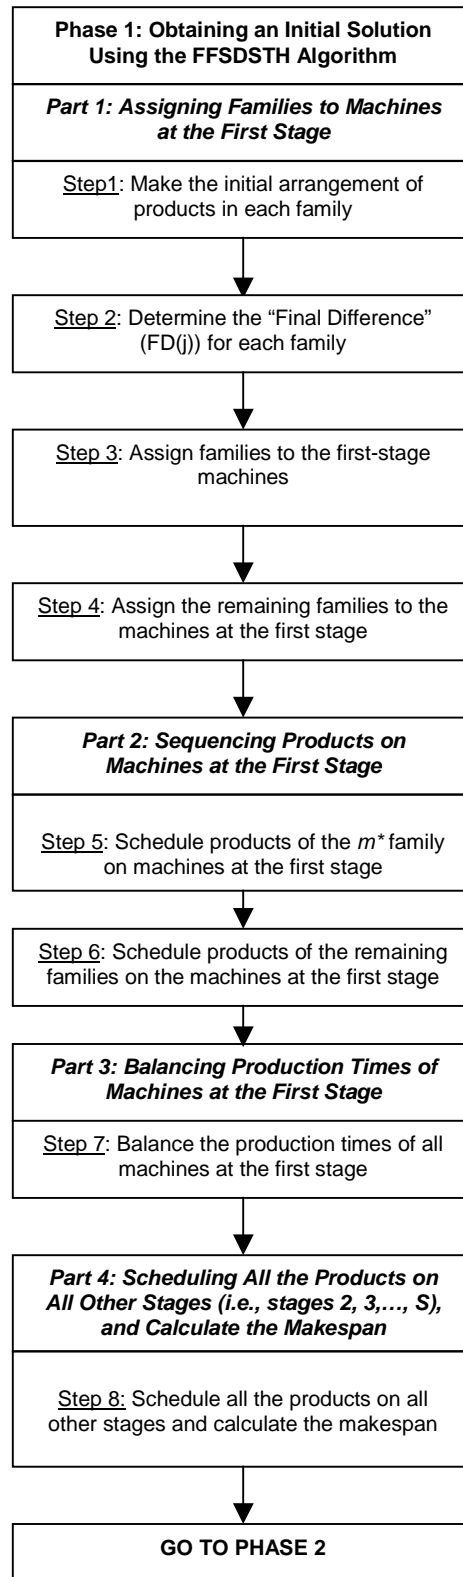 Phase 1: Obtaining an Initial Solution
Using the FFSDSTH Algorithm
Part 1: Assigning Families to Machines
at the First Stage
Step1: Make the initial arrangement of
products in each family
Step 2: Determine the “Final Difference”
(FD(j)) for each family
Step 3: Assign families to the first-stage
machines
Step 4: Assign the remaining families to the
machines at the first stage
Part 2: Sequencing Products on
Machines at the First Stage
Step 5: Schedule products of the m* family
on machines at the first stage
Step 6: Schedule products of the remaining
families on the machines at the first stage
Part 3: Balancing Production Times of
Machines at the First Stage
Step 7: Balance the production times of all
machines at the first stage
Part 4: Scheduling All the Products on
All Other Stages (i.e., stages 2, 3,…, S),
and Calculate the Makespan
Step 8: Schedule all the products on all
other stages and calculate the makespan
GO TO PHASE 2